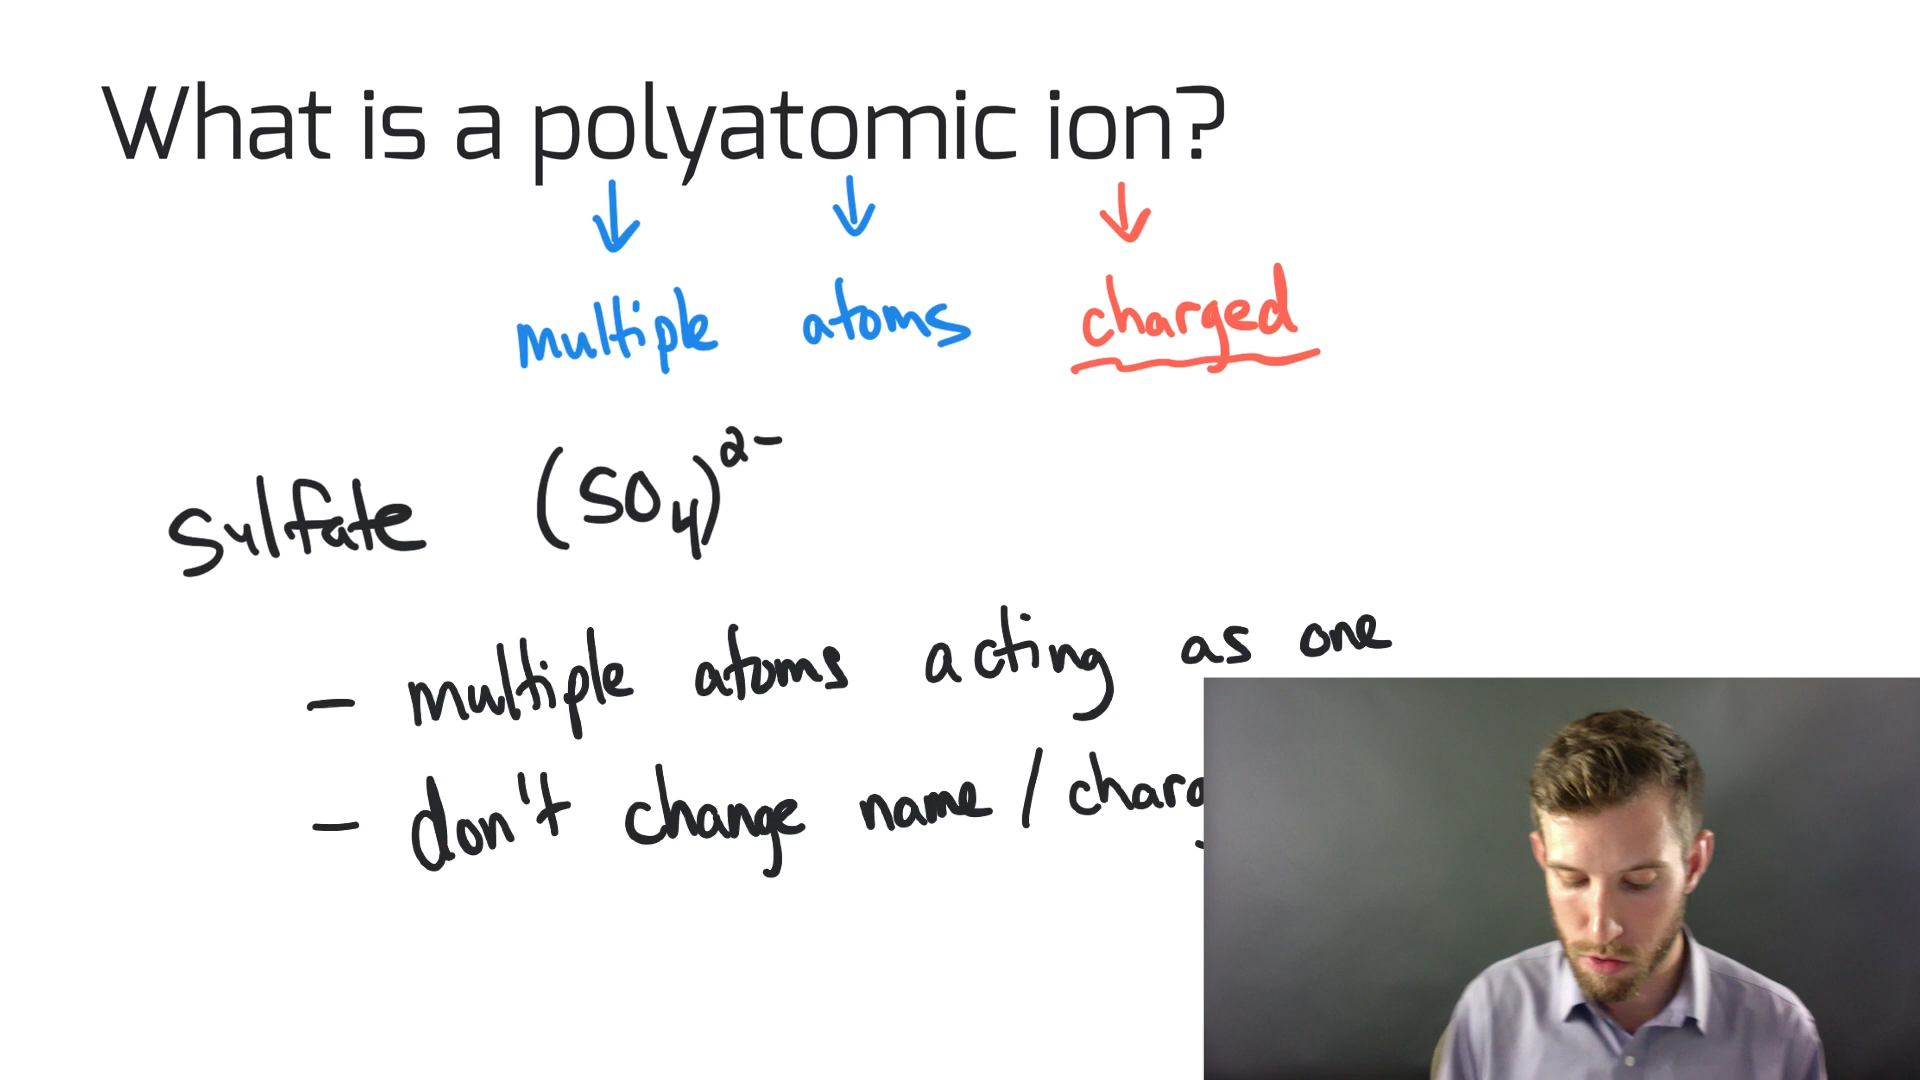 What is a polyatomic ion?
multiple atoms charged
Sulfate (SO₄)²⁻
- multiple atoms acting as one
- don't change name / charg